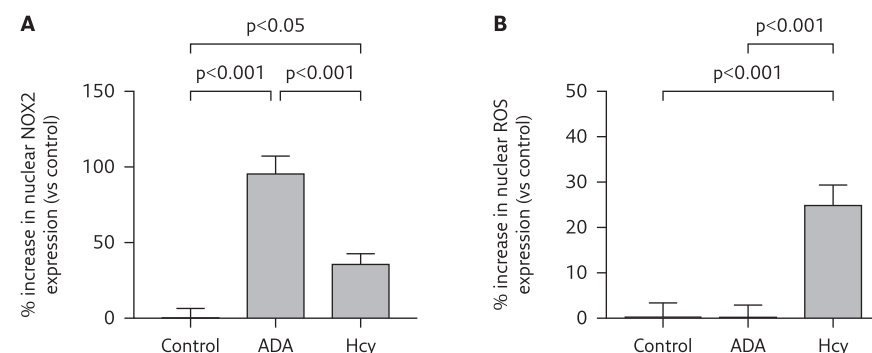 A
p<0.05
p<0.001 p<0.001
% increase in nuclear NOX2
expression (vs control)
150
100
50
0
Control ADA Hcy
B
p<0.001
p<0.001
% increase in nuclear ROS
expression (vs control)
50
40
30
20
10
0
Control ADA Hcy